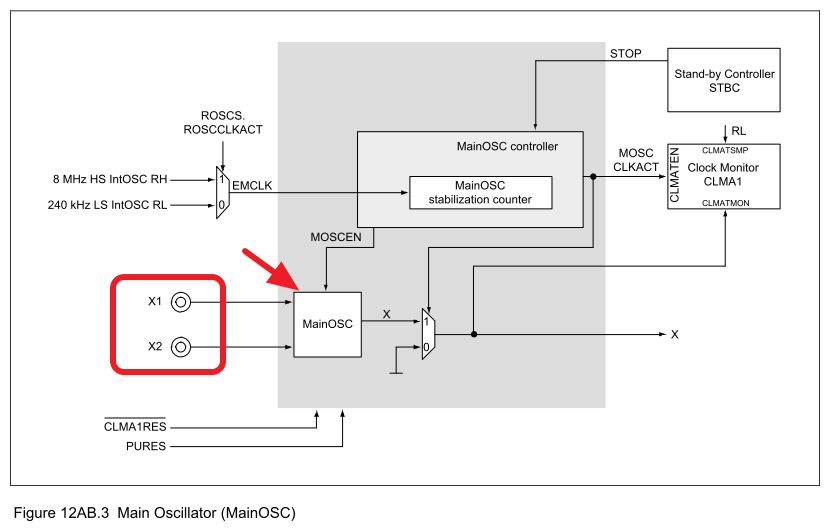 STOP
Stand-by Controller
STBC
ROSCS.
ROSCCLKACT
RL
MainOSC controller
MOSC
CLKACT
CLMATEN
CLMATSMP
Clock Monitor
CLMA1
CLMATMON
8 MHz HS IntOSC RH
1
EMCLK
MainOSC
stabilization counter
240 kHz LS IntOSC RL
0
MOSCEN
X1
X2
MainOSC
X
1
0
X
CLMA1RES
PURES
Figure 12AB.3 Main Oscillator (MainOSC)